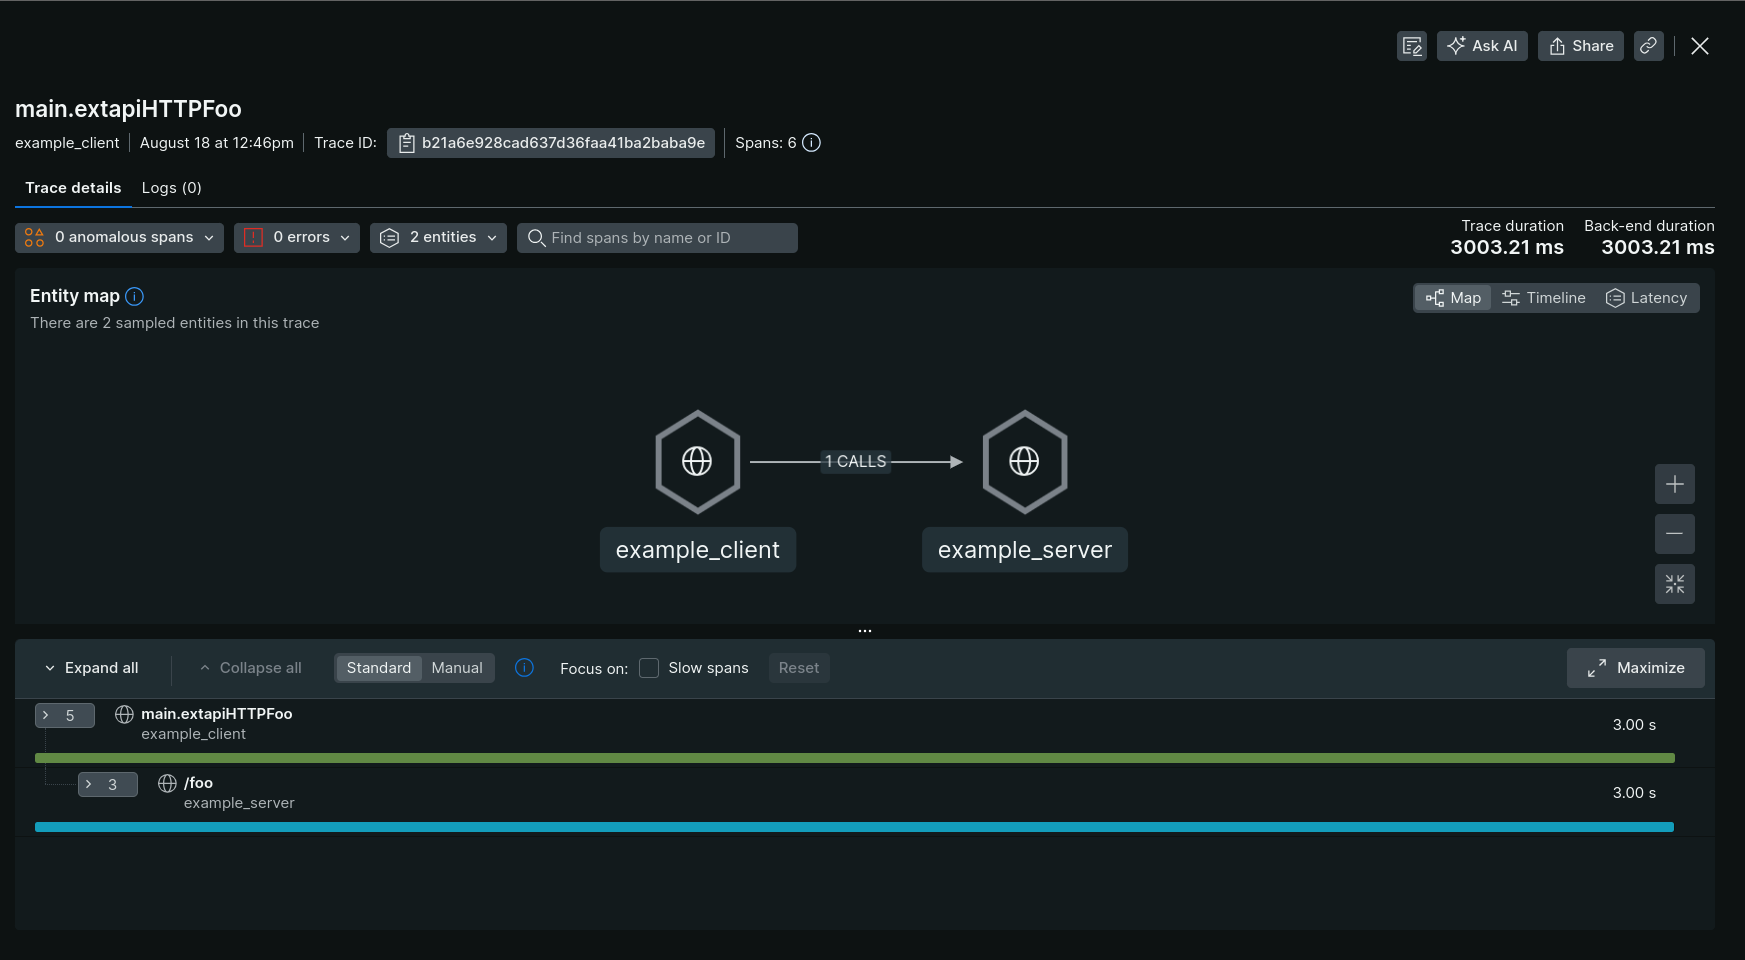 Ask AI Share
main.extapiHTTPFoo
example_client August 18 at 12:46pm Trace ID: b21a6e928cad637d36faa41ba2baba9e Spans: 6
Trace details Logs (0)
0 anomalous spans 0 errors 2 entities Find spans by name or ID
Trace duration Back-end duration
3003.21 ms 3003.21 ms
Entity map
There are 2 sampled entities in this trace
Map Timeline Latency
1 CALLS
example_client example_server
Expand all Collapse all Standard Manual Focus on: Slow spans Reset Maximize
5 main.extapiHTTPFoo
example_client
3.00 s
3 /foo
example_server
3.00 s